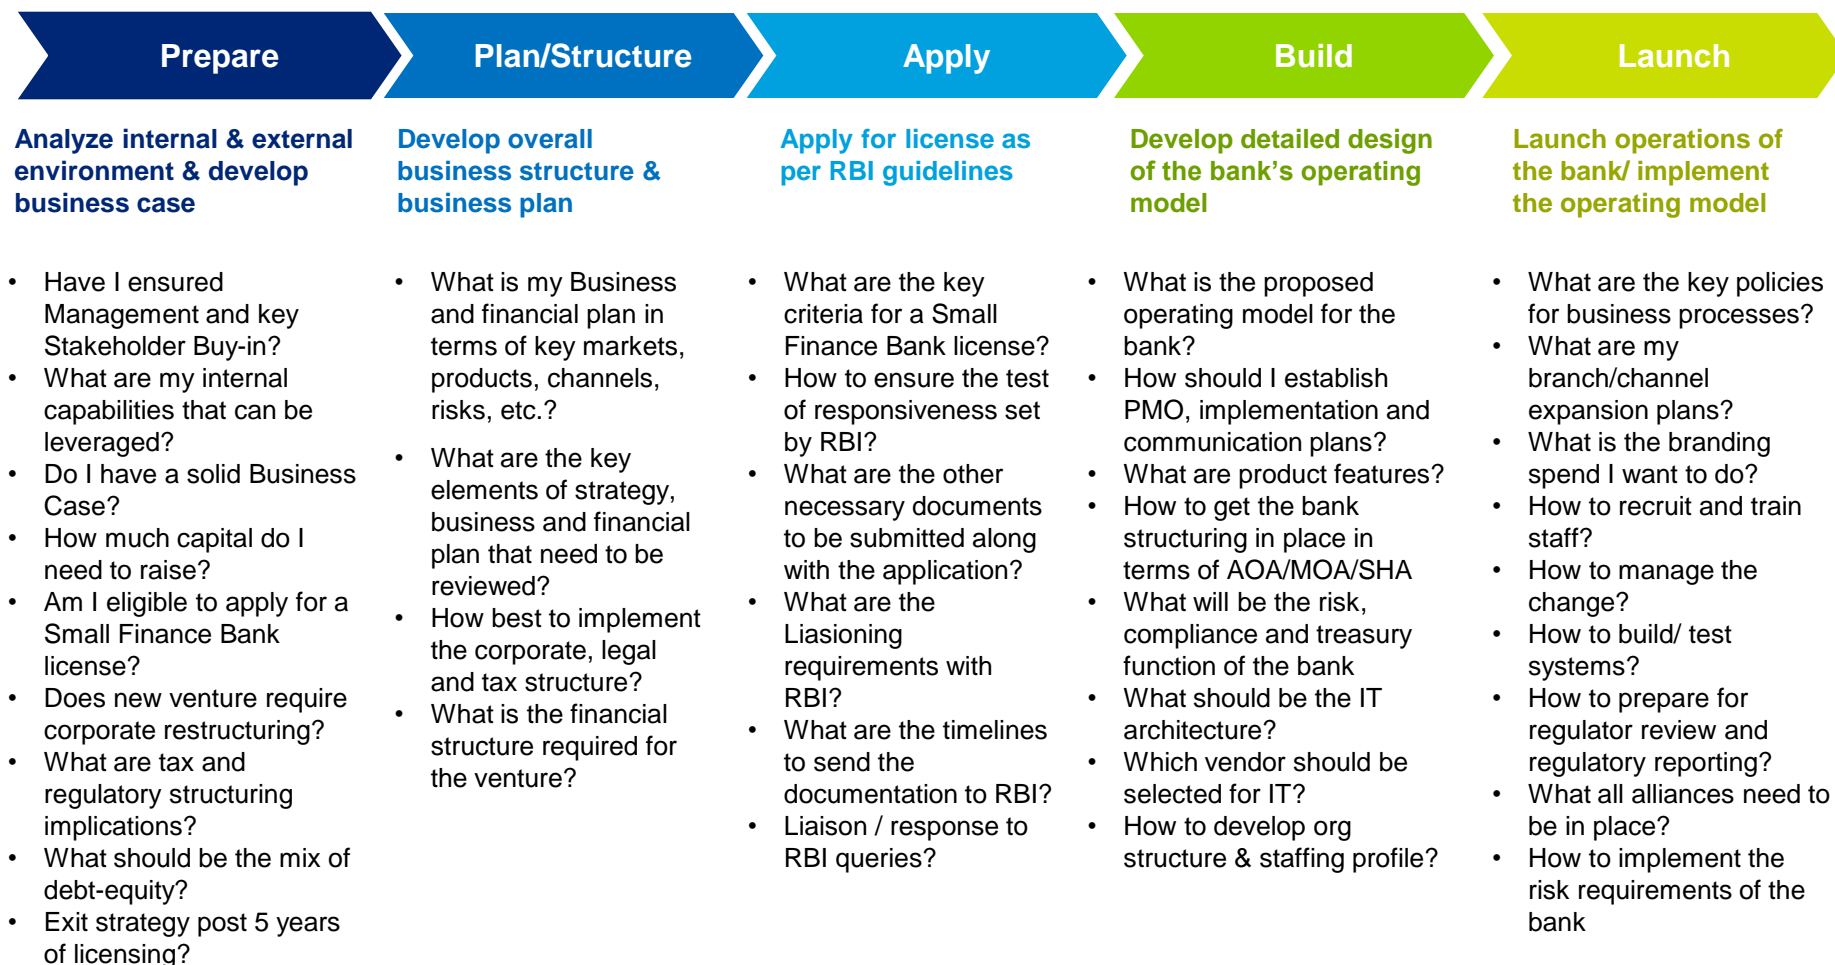 Prepare
Plan/Structure
Apply
Build
Launch
Analyze internal & external
environment & develop
business case
Develop overall
business structure &
business plan
Apply for license as
per RBI guidelines
Develop detailed design
of the bank’s operating
model
Launch operations of
the bank/ implement
the operating model
• Have I ensured
Management and key
Stakeholder Buy-in?
• What are my internal
capabilities that can be
leveraged?
• Do I have a solid Business
Case?
• How much capital do I
need to raise?
• Am I eligible to apply for a
Small Finance Bank
license?
• Does new venture require
corporate restructuring?
• What are tax and
regulatory structuring
implications?
• What should be the mix of
debt-equity?
• Exit strategy post 5 years
of licensing?
• What is my Business
and financial plan in
terms of key markets,
products, channels,
risks, etc.?
• What are the key
elements of strategy,
business and financial
plan that need to be
reviewed?
• How best to implement
the corporate, legal
and tax structure?
• What is the financial
structure required for
the venture?
• What are the key
criteria for a Small
Finance Bank license?
• How to ensure the test
of responsiveness set
by RBI?
• What are the other
necessary documents
to be submitted along
with the application?
• What are the
Liasioning
requirements with
RBI?
• What are the timelines
to send the
documentation to RBI?
• Liaison / response to
RBI queries?
• What is the proposed
operating model for the
bank?
• How should I establish
PMO, implementation and
communication plans?
• What are product features?
• How to get the bank
structuring in place in
terms of AOA/MOA/SHA
• What will be the risk,
compliance and treasury
function of the bank
• What should be the IT
architecture?
• Which vendor should be
selected for IT?
• How to develop org
structure & staffing profile?
• What are the key policies
for business processes?
• What are my
branch/channel
expansion plans?
• What is the branding
spend I want to do?
• How to recruit and train
staff?
• How to manage the
change?
• How to build/ test
systems?
• How to prepare for
regulator review and
regulatory reporting?
• What all alliances need to
be in place?
• How to implement the
risk requirements of the
bank